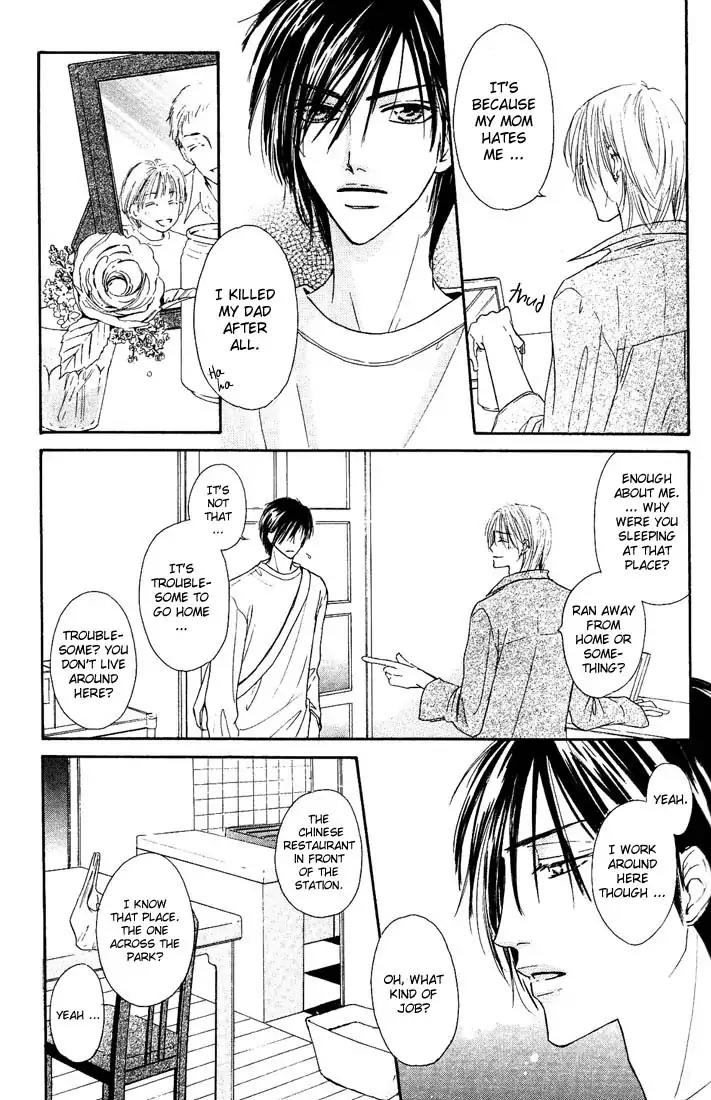 IT'S
BECAUSE
MY MOM
HATES
ME ...
thud
I KILLED
MY DAD
AFTER
ALL.
Ha
ha
ENOUGH
ABOUT ME.
... WHY
WERE YOU
SLEEPING
AT THAT
PLACE?
RAN AWAY
FROM
HOME OR
SOME-
THING?
IT'S
NOT
THAT
...
IT'S
TROUBLE-
SOME TO
GO HOME
...
TROUBLE-
SOME? YOU
DON'T LIVE
AROUND
HERE?
YEAH.
I WORK
AROUND
HERE
THOUGH ...
OH, WHAT
KIND OF
JOB?
THE
CHINESE
RESTAURANT
IN FRONT
OF THE
STATION.
I KNOW
THAT PLACE.
THE ONE
ACROSS THE
PARK?
YEAH ...